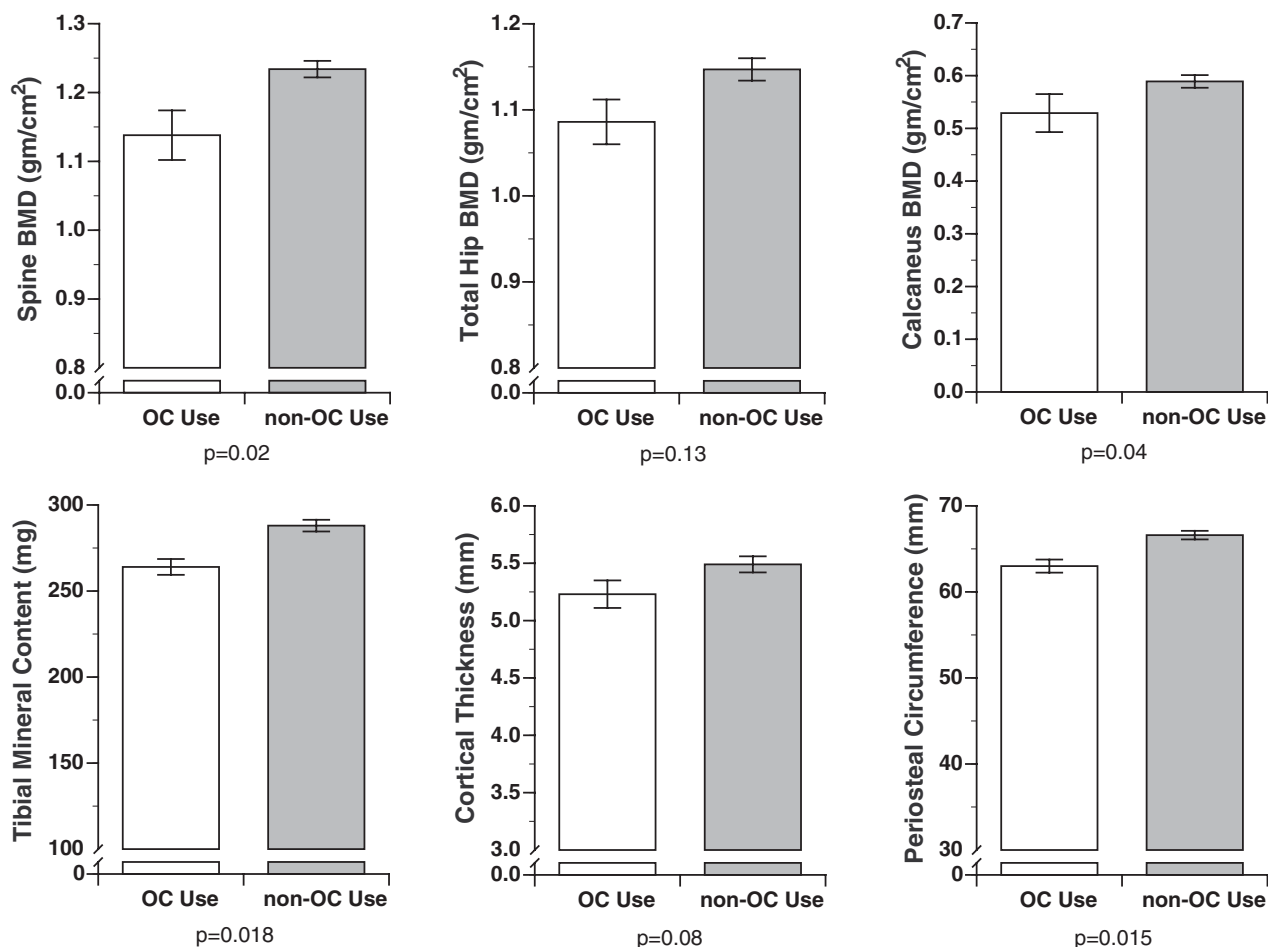 Spine BMD (gm/cm²)
1.3
1.2
1.1
1.0
0.9
0.8
0.0
OC Use
non-OC Use
p=0.02
Total Hip BMD (gm/cm²)
1.2
1.1
1.0
0.9
0.8
0.0
OC Use
non-OC Use
p=0.13
Calcaneus BMD (gm/cm²)
0.7
0.6
0.5
0.4
0.3
0.2
0.1
0.0
OC Use
non-OC Use
p=0.04
Tibial Mineral Content (mg)
300
250
200
150
100
0
OC Use
non-OC Use
p=0.018
Cortical Thickness (mm)
6.0
5.5
5.0
4.5
4.0
3.5
3.0
0.0
OC Use
non-OC Use
p=0.08
Periosteal Circumference (mm)
70
60
50
40
30
0
OC Use
non-OC Use
p=0.015